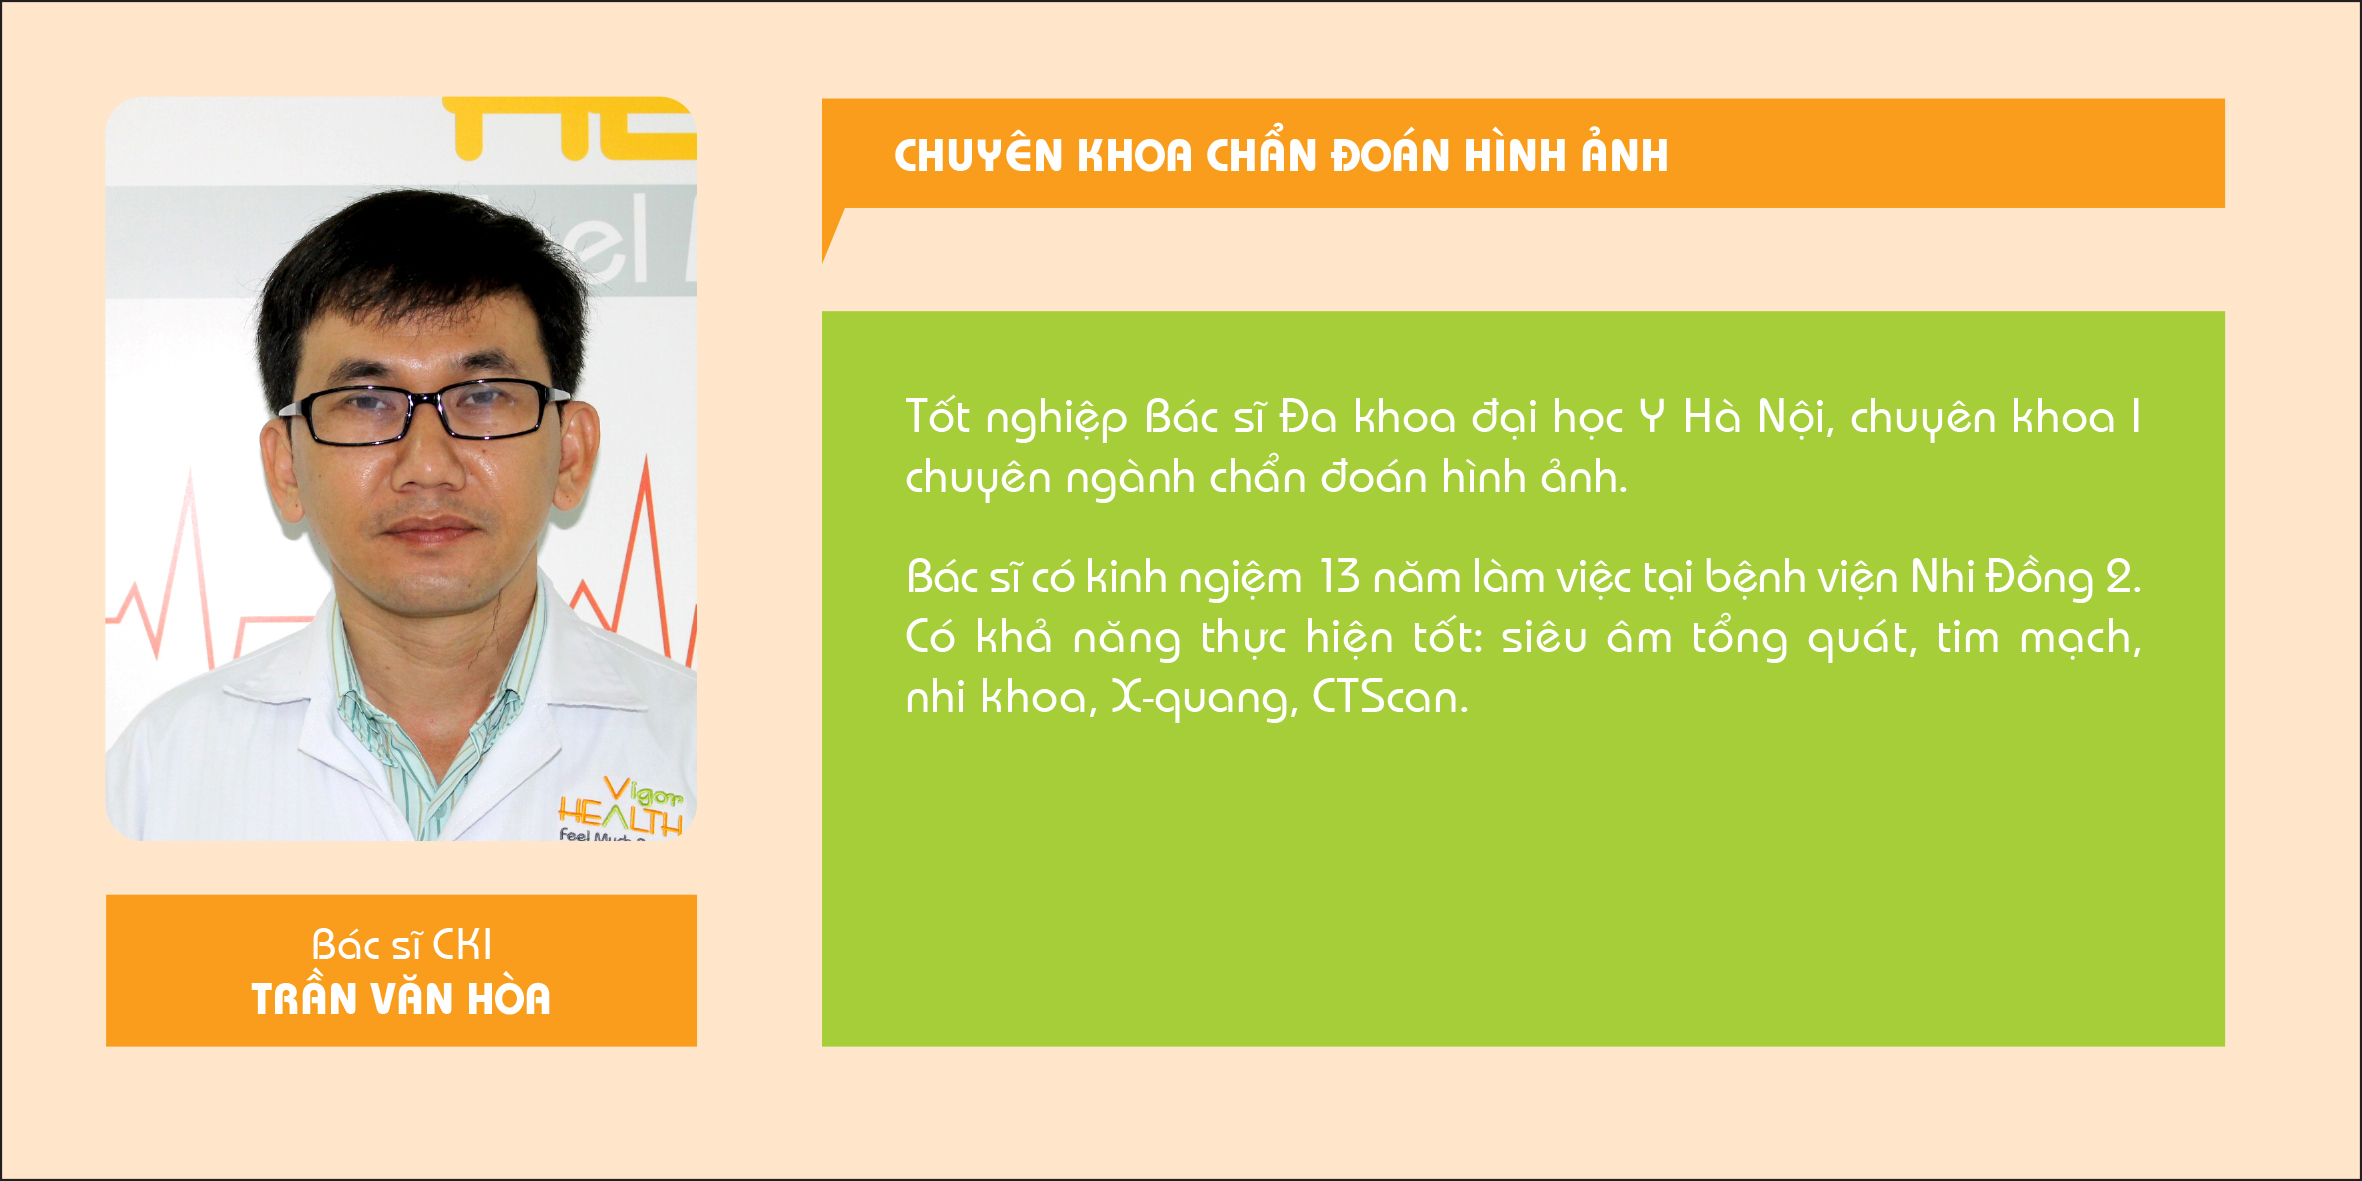 CHUYÊN KHOA CHẨN ĐOÁN HÌNH ẢNH
Tốt nghiệp Bác sĩ Đa khoa đại học Y Hà Nội, chuyên khoa I
chuyên ngành chẩn đoán hình ảnh.
Bác sĩ có kinh ngiệm 13 năm làm việc tại bệnh viện Nhi Đồng 2.
Có khả năng thực hiện tốt: siêu âm tổng quát, tim mạch,
nhi khoa, X-quang, CTScan.
Vigor
HEALTH
Feel Much
Bác sĩ CKI
TRẦN VĂN HÒA